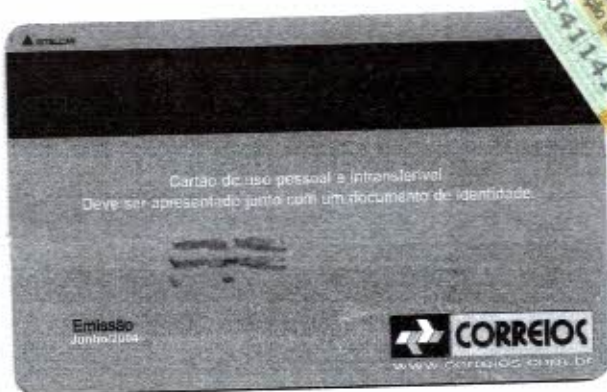 Cartão de uso pessoal e intransferível
Deve ser apresentado junto com um documento de identidade.
Emissão
Junho/2004
CORREIOS
www.correios.com.br